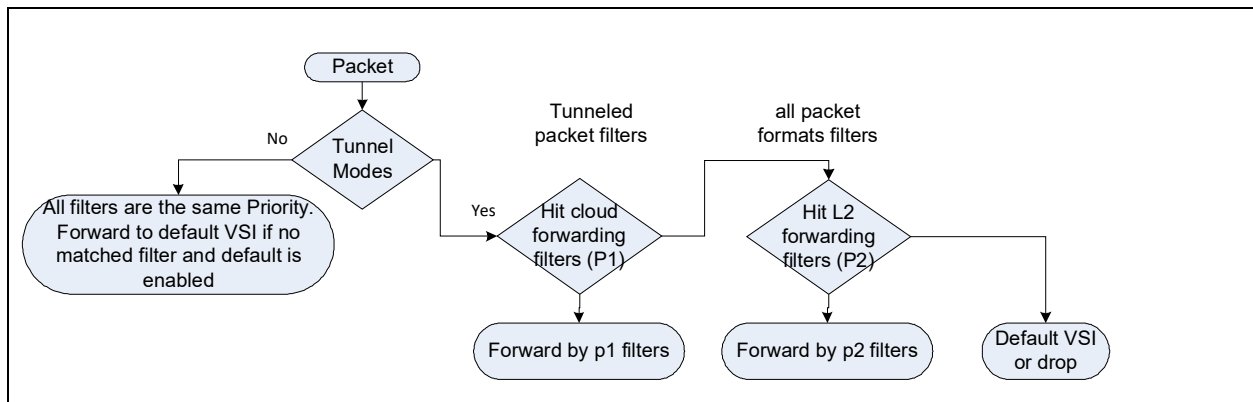 Packet
Tunneled
packet filters
all packet
formats filters
No
Tunnel
Modes
All filters are the same Priority.
Forward to default VSI if no
matched filter and default is
enabled
Yes
Hit cloud
forwarding
filters (P1)
Hit L2
forwarding
filters (P2)
Forward by p1 filters
Forward by p2 filters
Default VSI
or drop